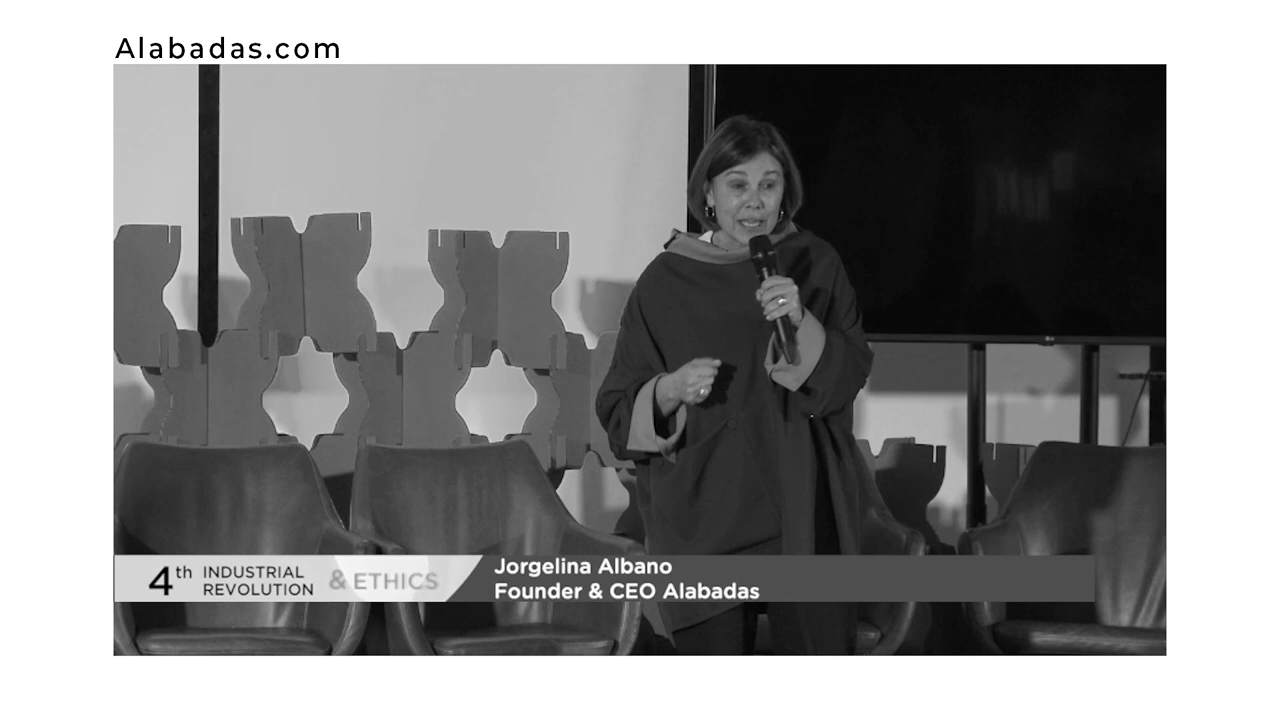 Alabadas.com
4th INDUSTRIAL REVOLUTION & ETHICS
Jorgelina Albano
Founder & CEO Alabadas